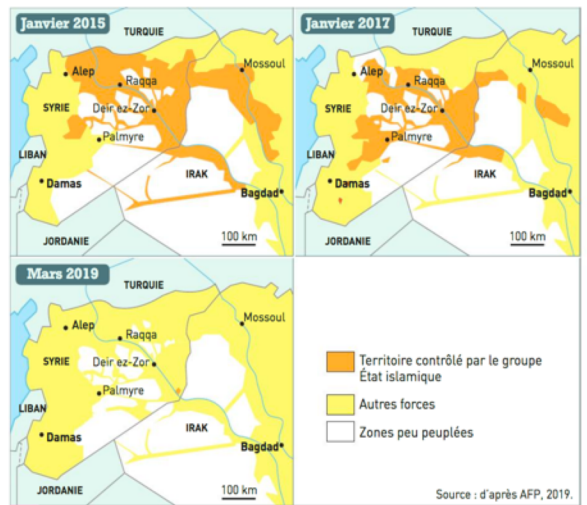 Janvier 2015
TURQUIE
Alep
Raqqa
Mossoul
SYRIE
Deir ez-Zor
Palmyre
LIBAN
Damas
IRAK
Bagdad
JORDANIE
100 km
Janvier 2017
TURQUIE
Alep
Raqqa
Mossoul
SYRIE
Deir ez-Zor
Palmyre
LIBAN
Damas
IRAK
Bagdad
JORDANIE
100 km
Mars 2019
TURQUIE
Alep
Raqqa
Mossoul
SYRIE
Deir ez-Zor
Palmyre
LIBAN
Damas
IRAK
Bagdad
JORDANIE
100 km
Territoire contrôlé par le groupe
État islamique
Autres forces
Zones peu peuplées
Source : d'après AFP, 2019.